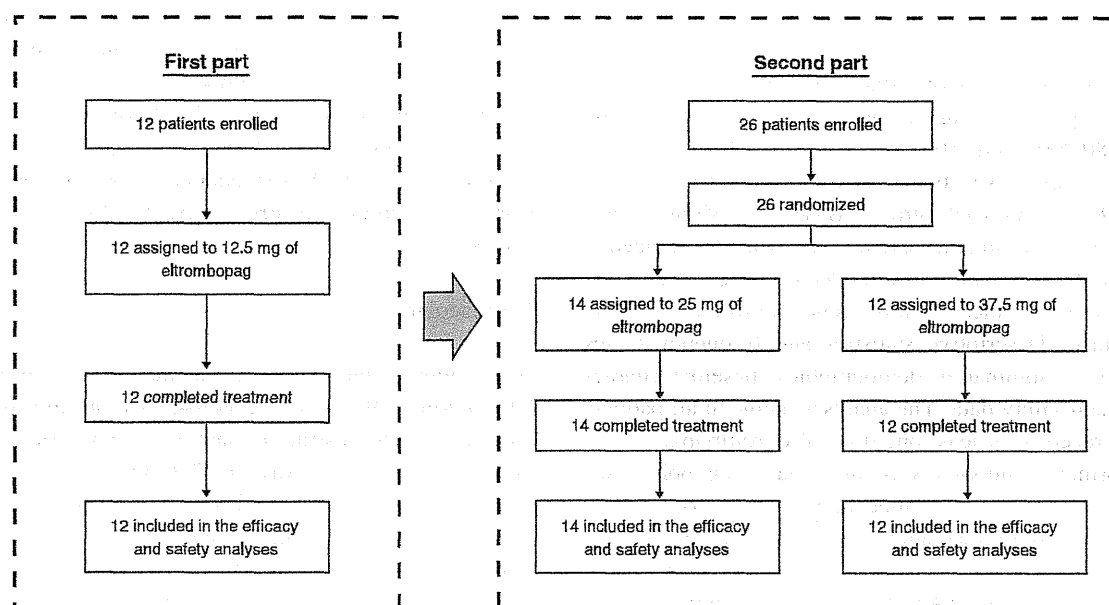 First part
12 patients enrolled
12 assigned to 12.5 mg of
eltrombopag
12 completed treatment
12 included in the efficacy
and safety analyses
Second part
26 patients enrolled
26 randomized
14 assigned to 25 mg of
eltrombopag
12 assigned to 37.5 mg of
eltrombopag
14 completed treatment
12 completed treatment
14 included in the efficacy
and safety analyses
12 included in the efficacy
and safety analyses